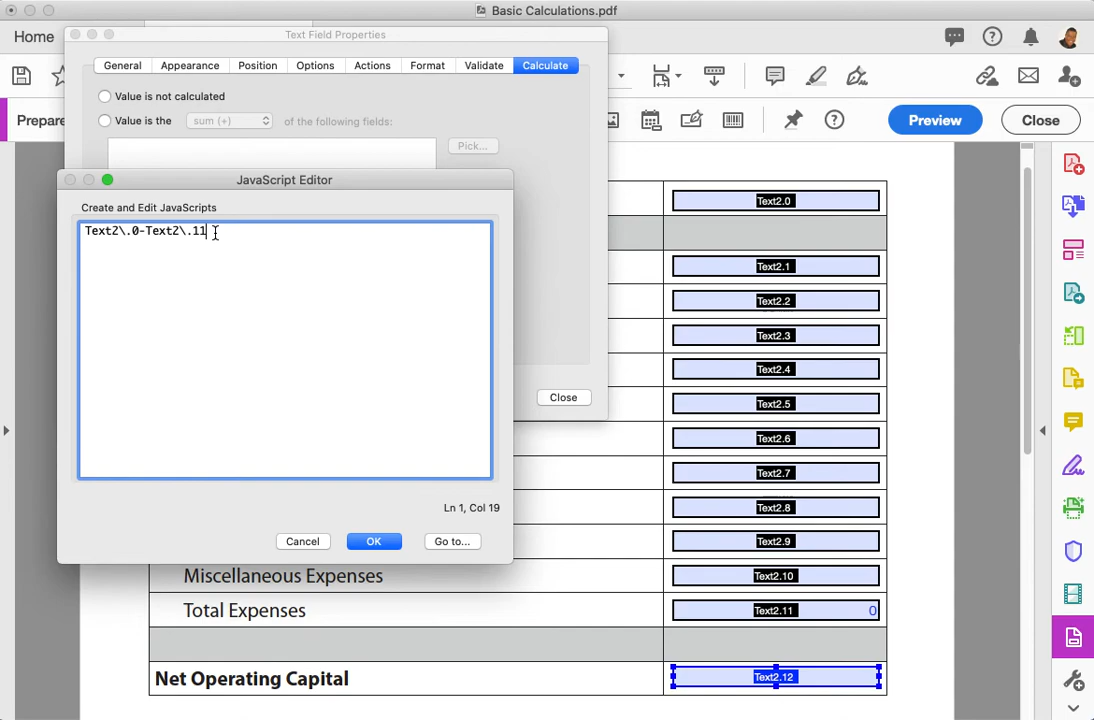 Basic Calculations.pdf
Home
Text Field Properties
General Appearance Position Options Actions Format Validate Calculate
Value is not calculated
Value is the sum (+) of the following fields:
Pick...
Prepare
Preview
Close
JavaScript Editor
Create and Edit JavaScripts
Text2\.0-Text2\.11
Ln 1, Col 19
Cancel
OK
Go to...
Close
Text2.0
Text2.1
Text2.2
Text2.3
Text2.4
Text2.5
Text2.6
Text2.7
Text2.8
Text2.9
Miscellaneous Expenses Text2.10
Total Expenses Text2.11 0
Net Operating Capital Text2.12